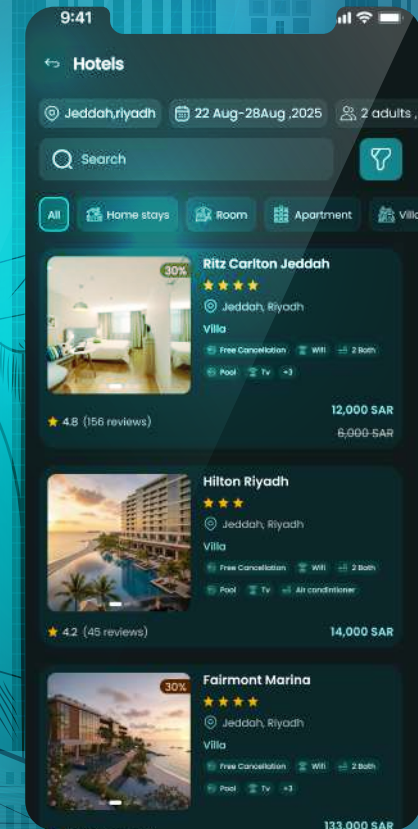 9:41
Hotels
Jeddah,riyadh
22 Aug-28Aug ,2025
2 adults ,
Search
All
Home stays
Room
Apartment
Villa
30%
Ritz Carlton Jeddah
Jeddah, Riyadh
Villa
Free Cancellation
Wifi
2 Bath
Pool
Tv
+3
4.8 (156 reviews)
12,000 SAR
6,000 SAR
Hilton Riyadh
Jeddah, Riyadh
Villa
Free Cancellation
Wifi
2 Bath
Pool
Tv
Air condintioner
4.2 (45 reviews)
14,000 SAR
30%
Fairmont Marina
Jeddah, Riyadh
Villa
Free Cancellation
Wifi
2 Bath
Pool
Tv
+3
133,000 SAR